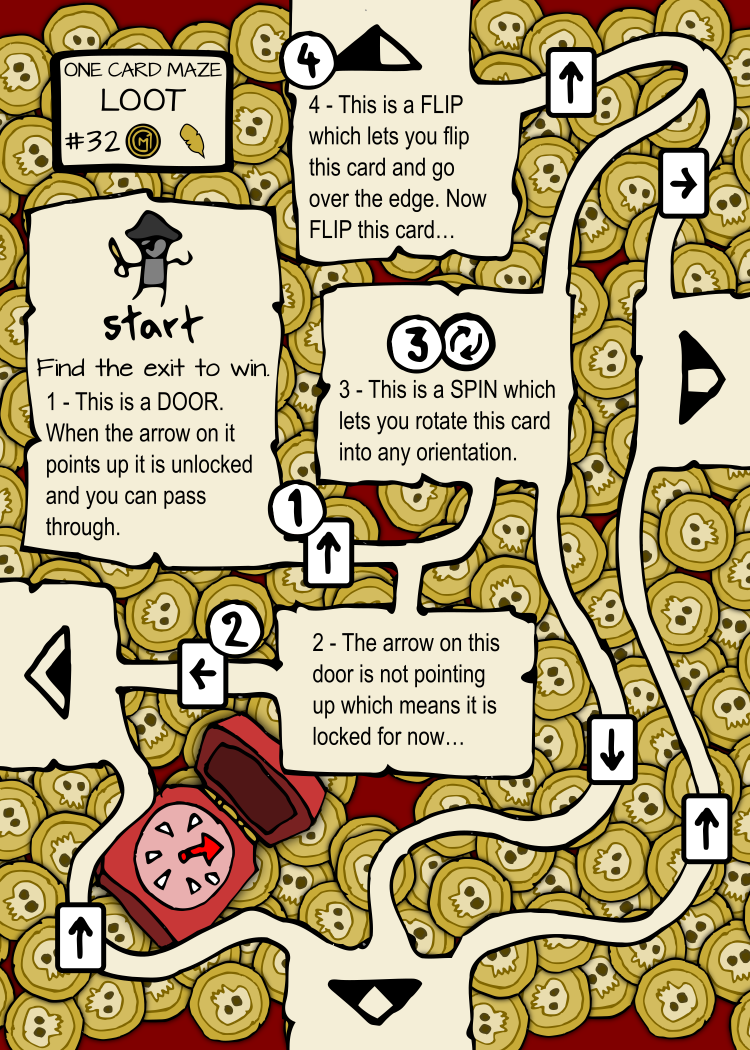 ONE CARD MAZE
LOOT
#32 M
4
4 - This is a FLIP
which lets you flip
this card and go
over the edge. Now
FLIP this card...
start
Find the exit to win.
1 - This is a DOOR.
When the arrow on it
points up it is unlocked
and you can pass
through.
3
3 - This is a SPIN which
lets you rotate this card
into any orientation.
1
2
2 - The arrow on this
door is not pointing
up which means it is
locked for now...